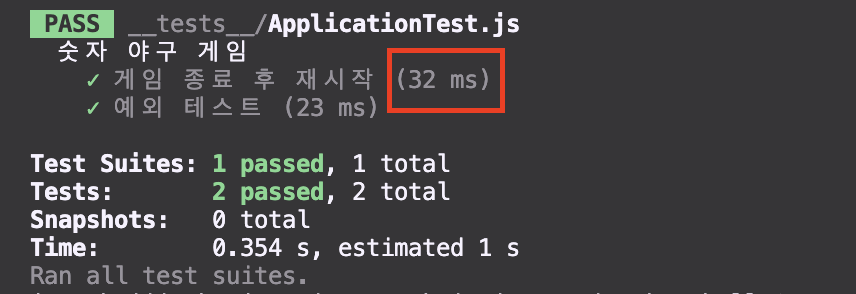 PASS __tests__/ApplicationTest.js
숫자 야구 게임
✓ 게임 종료 후 재시작 (32 ms)
✓ 예외 테스트 (23 ms)
Test Suites: 1 passed, 1 total
Tests: 2 passed, 2 total
Snapshots: 0 total
Time: 0.354 s, estimated 1 s
Ran all test suites.